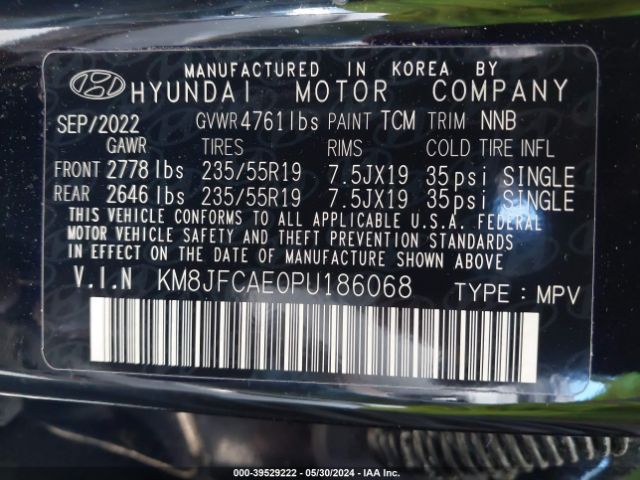 MANUFACTURED IN KOREA BY
HYUNDAI MOTOR COMPANY
SEP/2022 GVWR 4761lbs PAINT TCM TRIM NNB
GAWR TIRES RIMS COLD TIRE INFL
FRONT 2778 lbs 235/55R19 7.5JX19 35psi SINGLE
REAR 2646 lbs 235/55R19 7.5JX19 35psi SINGLE
THIS VEHICLE CONFORMS TO ALL APPLICABLE U.S.A. FEDERAL
MOTOR VEHICLE SAFETY AND THEFT PREVENTION STANDARDS
IN EFFECT ON THE DATE OF MANUFACTURE SHOWN ABOVE.
V.I.N KM8JFCAE0PU186068 TYPE : MPV
000-39529222 - 05/30/2024 - IAA Inc.